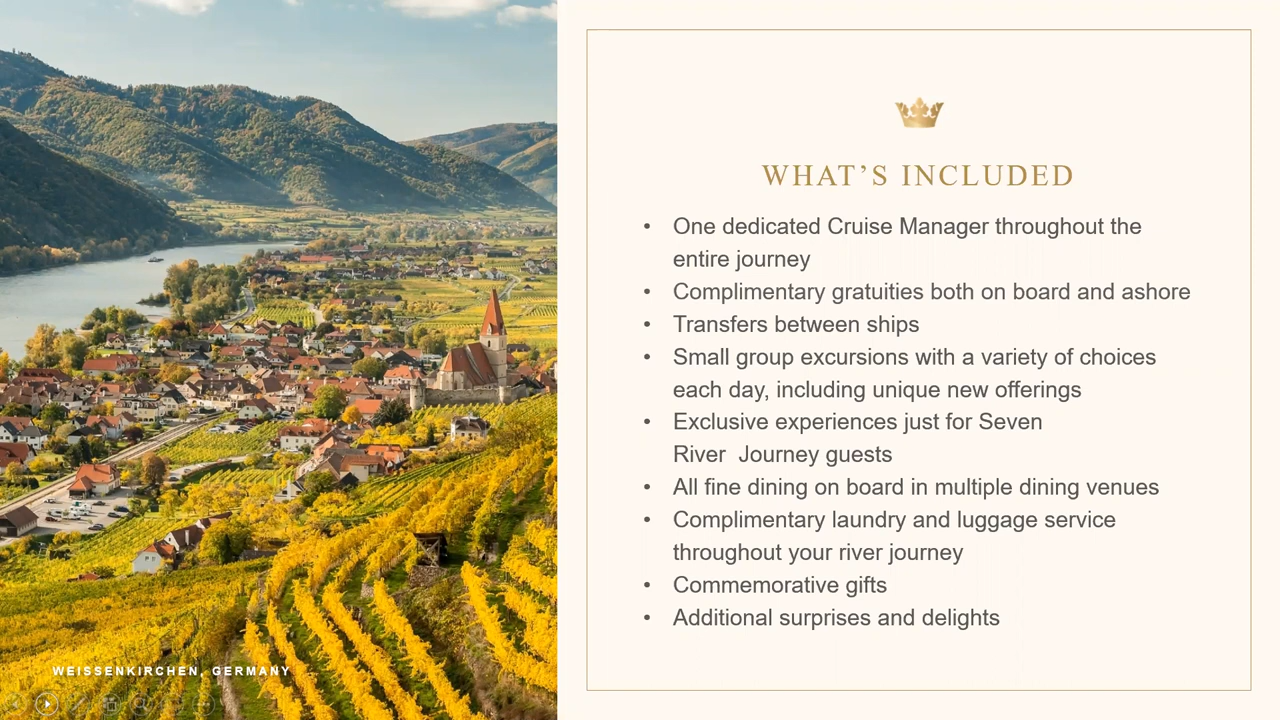 WHAT’S INCLUDED
• One dedicated Cruise Manager throughout the
entire journey
• Complimentary gratuities both on board and ashore
• Transfers between ships
• Small group excursions with a variety of choices
each day, including unique new offerings
• Exclusive experiences just for Seven
River  Journey guests
• All fine dining on board in multiple dining venues
• Complimentary laundry and luggage service
throughout your river journey
• Commemorative gifts
• Additional surprises and delights
WEISSENKIRCHEN, GERMANY